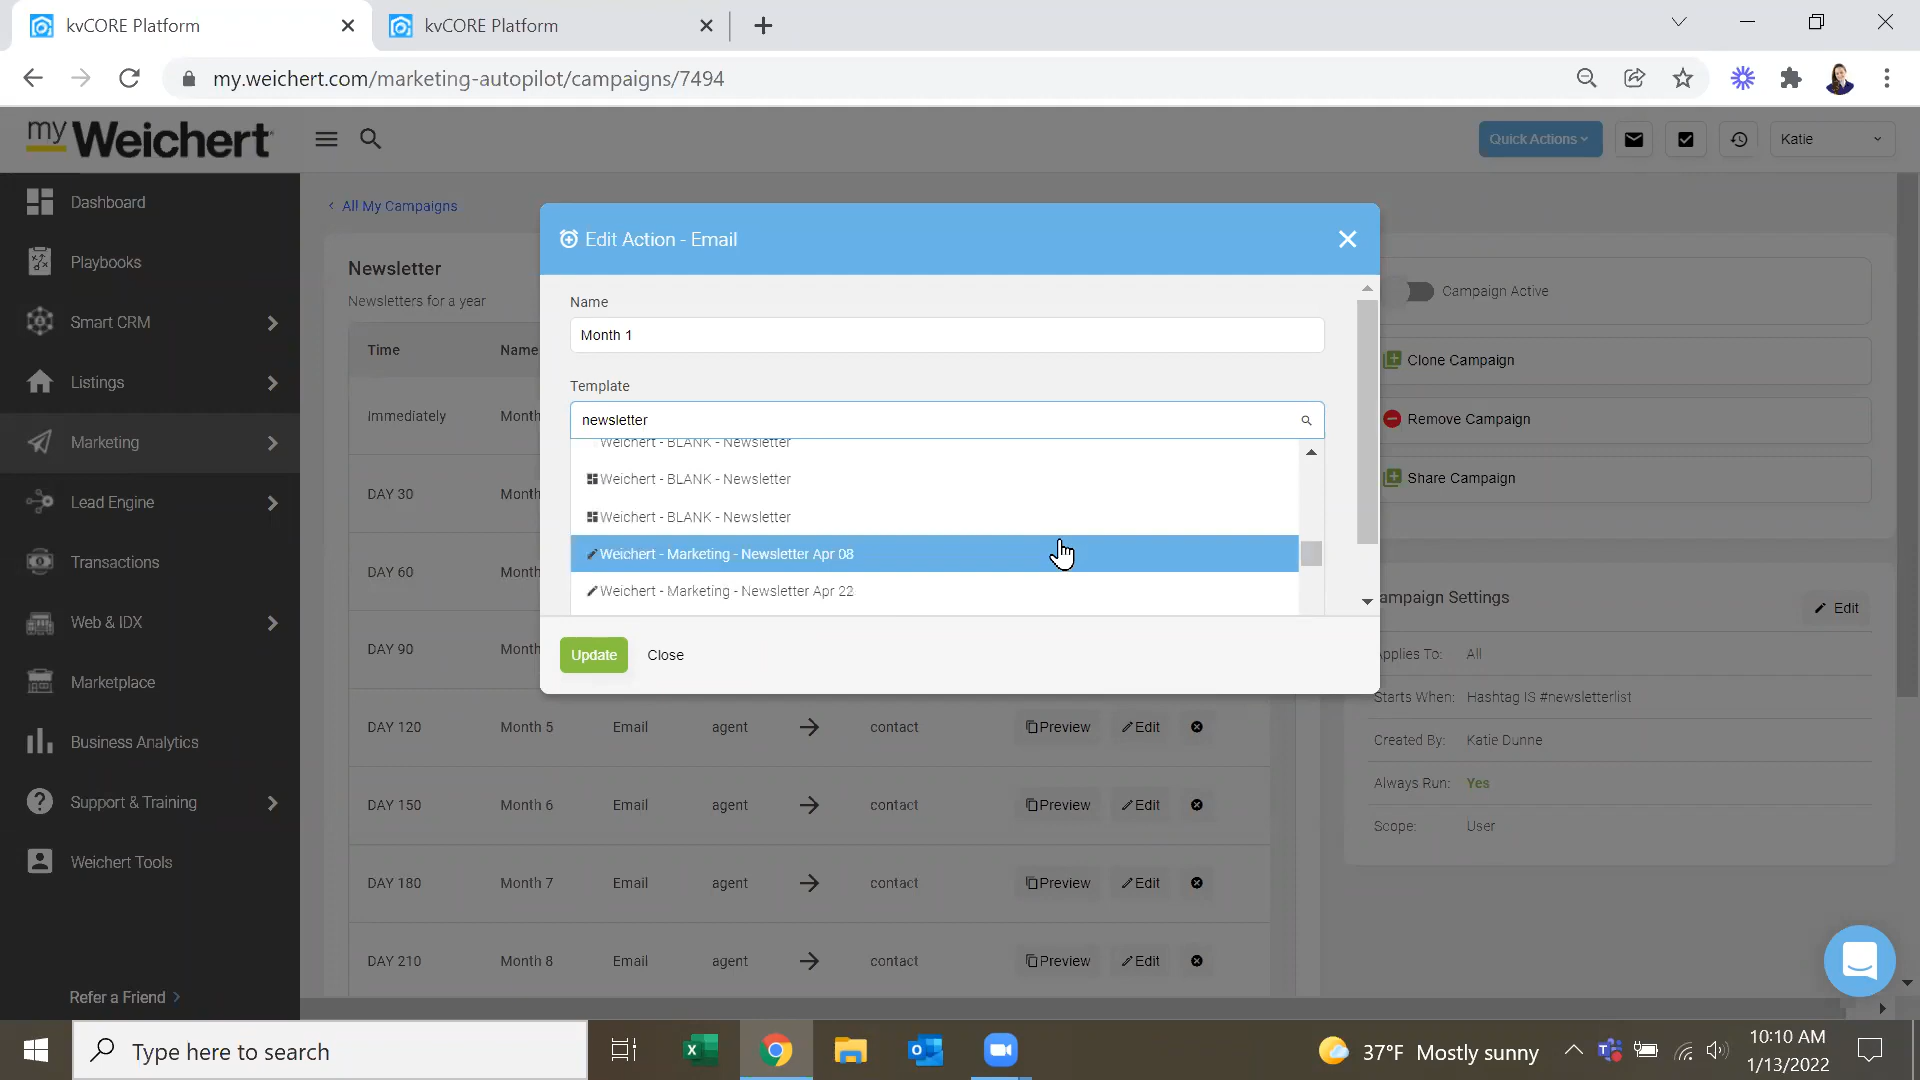 kvCORE Platform
kvCORE Platform
my.weichert.com/marketing-autopilot/campaigns/7494
my Weichert
Quick Actions
Katie
Dashboard
Playbooks
Smart CRM
Listings
Marketing
Lead Engine
Transactions
Web & IDX
Marketplace
Business Analytics
Support & Training
Weichert Tools
Refer a Friend
All My Campaigns
Newsletter
Newsletters for a year
Time Name
Immediately Month
DAY 30 Month
DAY 60 Month
DAY 90 Month
DAY 120 Month 5 Email agent contact Preview Edit
DAY 150 Month 6 Email agent contact Preview Edit
DAY 180 Month 7 Email agent contact Preview Edit
DAY 210 Month 8 Email agent contact Preview Edit
Edit Action - Email
Name
Month 1
Template
newsletter
Weichert - BLANK - Newsletter
Weichert - BLANK - Newsletter
Weichert - BLANK - Newsletter
Weichert - Marketing - Newsletter Apr 08
Weichert - Marketing - Newsletter Apr 22
Update Close
Campaign Active
Clone Campaign
Remove Campaign
Share Campaign
ampaign Settings
Edit
pplies To: All
Starts When: Hashtag IS #newsletterlist
Created By: Katie Dunne
Always Run: Yes
Scope: User
Type here to search
37°F Mostly sunny
10:10 AM
1/13/2022